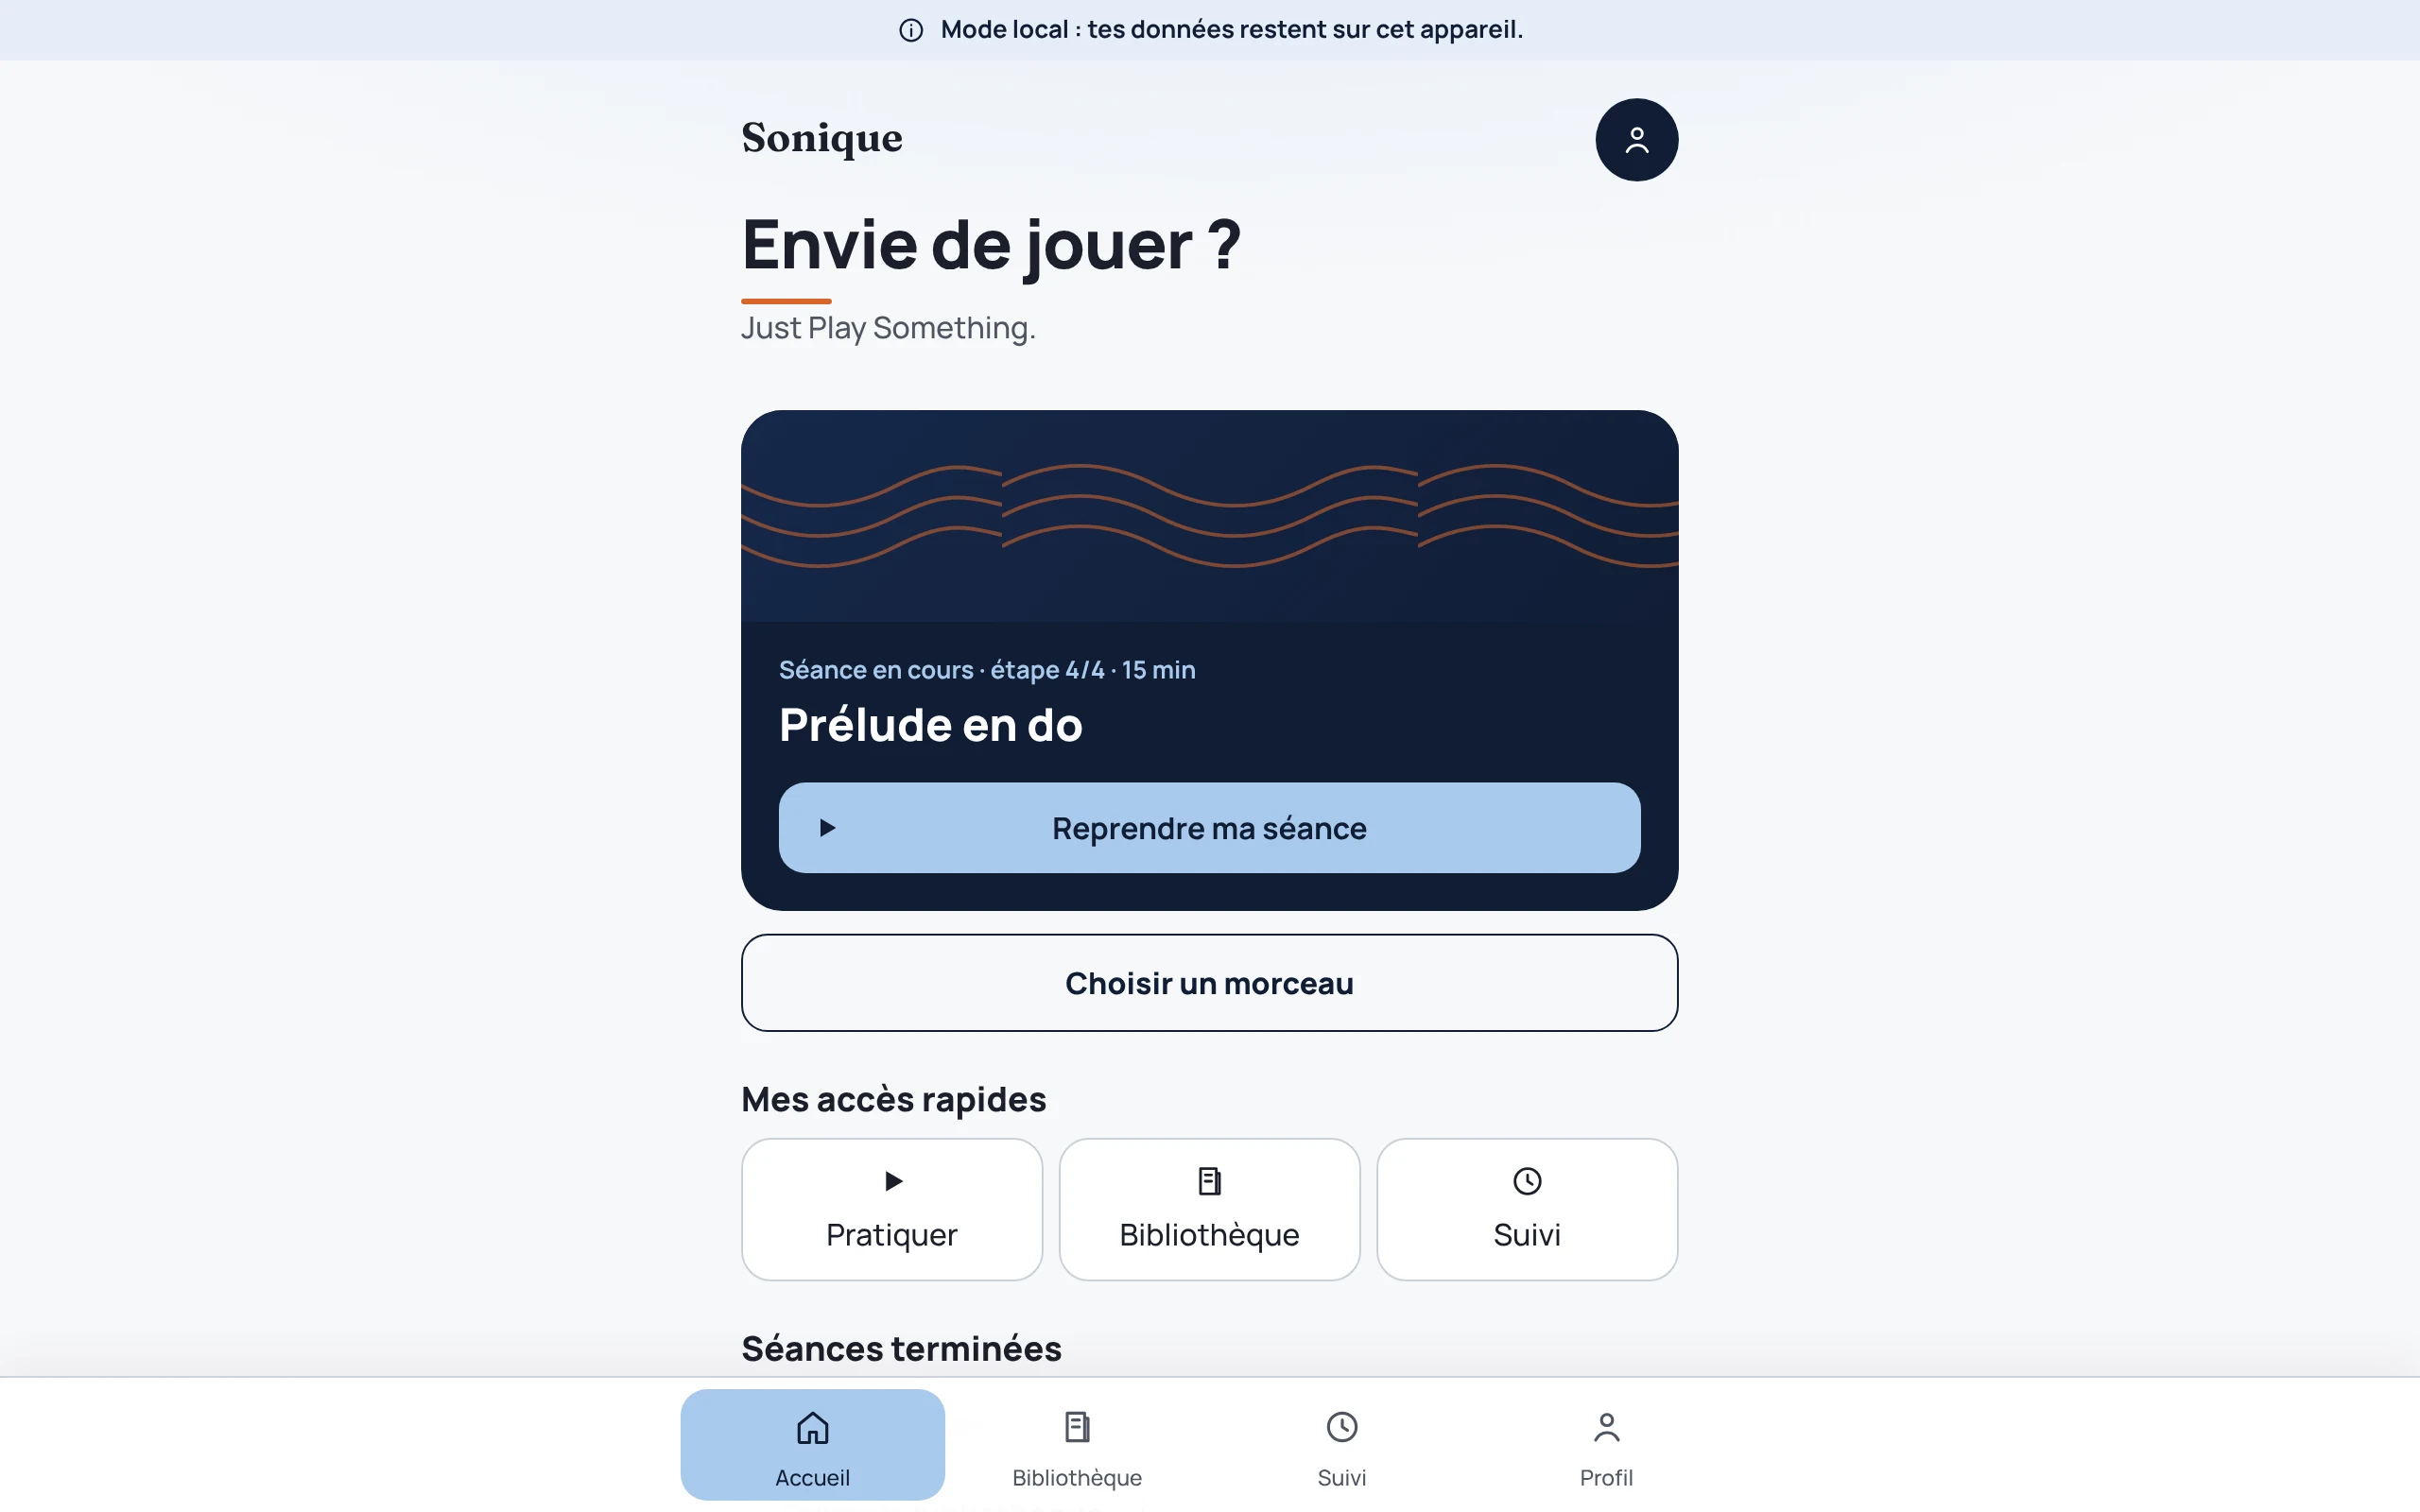 Mode local : tes données restent sur cet appareil.
Sonique
Envie de jouer ?
Just Play Something.
Séance en cours · étape 4/4 · 15 min
Prélude en do
Reprendre ma séance
Choisir un morceau
Mes accès rapides
Pratiquer
Bibliothèque
Suivi
Séances terminées
Accueil
Bibliothèque
Suivi
Profil